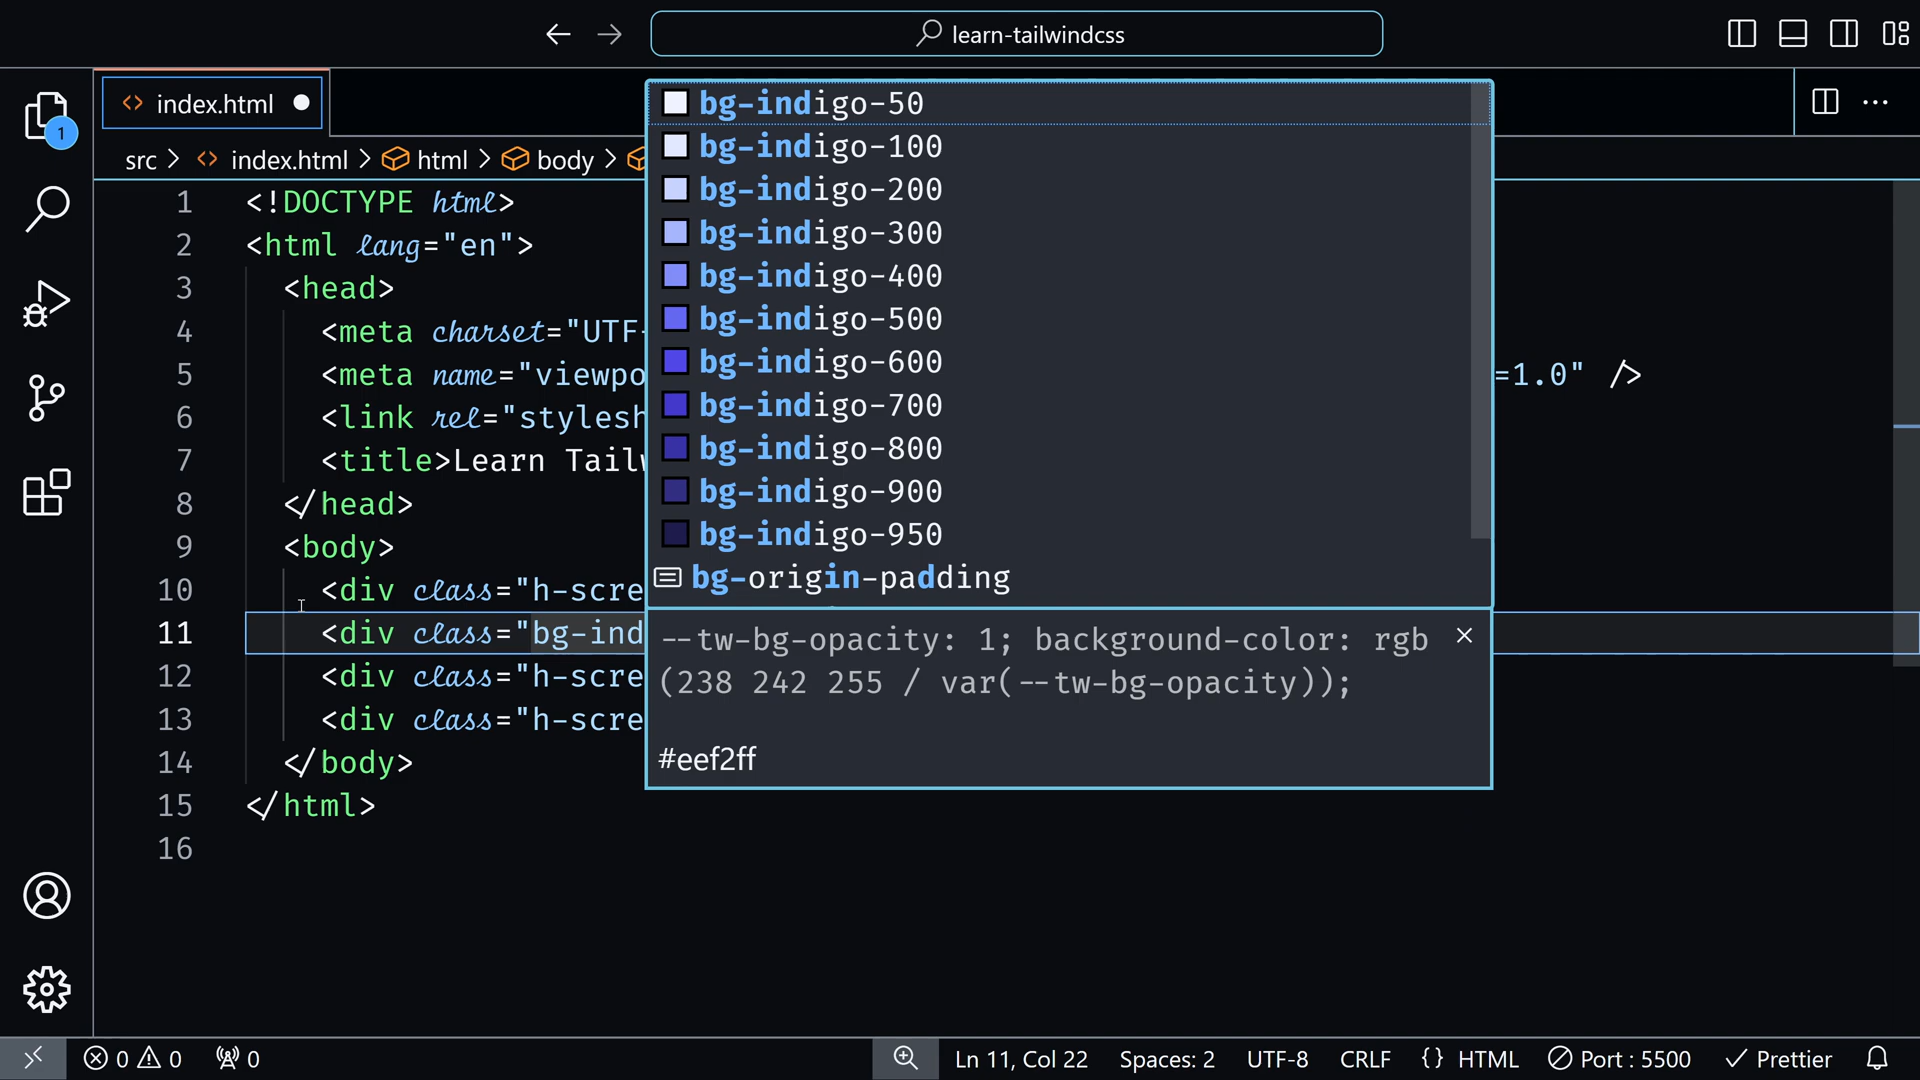 learn-tailwindcss
index.html
src > index.html > html > body >
1
1 <!DOCTYPE html>
2 <html lang="en">
3 <head>
4 <meta charset="UTF-
5 <meta name="viewpo
=1.0" />
6 <link rel="stylesh
7 <title>Learn Tail
8 </head>
9 <body>
10 <div class="h-scre
11 <div class="bg-ind
12 <div class="h-scre
13 <div class="h-scre
14 </body>
15 </html>
16
bg-indigo-50
bg-indigo-100
bg-indigo-200
bg-indigo-300
bg-indigo-400
bg-indigo-500
bg-indigo-600
bg-indigo-700
bg-indigo-800
bg-indigo-900
bg-indigo-950
bg-origin-padding
--tw-bg-opacity: 1; background-color: rgb
(238 242 255 / var(--tw-bg-opacity));
#eef2ff
0 0 0 Ln 11, Col 22 Spaces: 2 UTF-8 CRLF {} HTML Port : 5500 Prettier